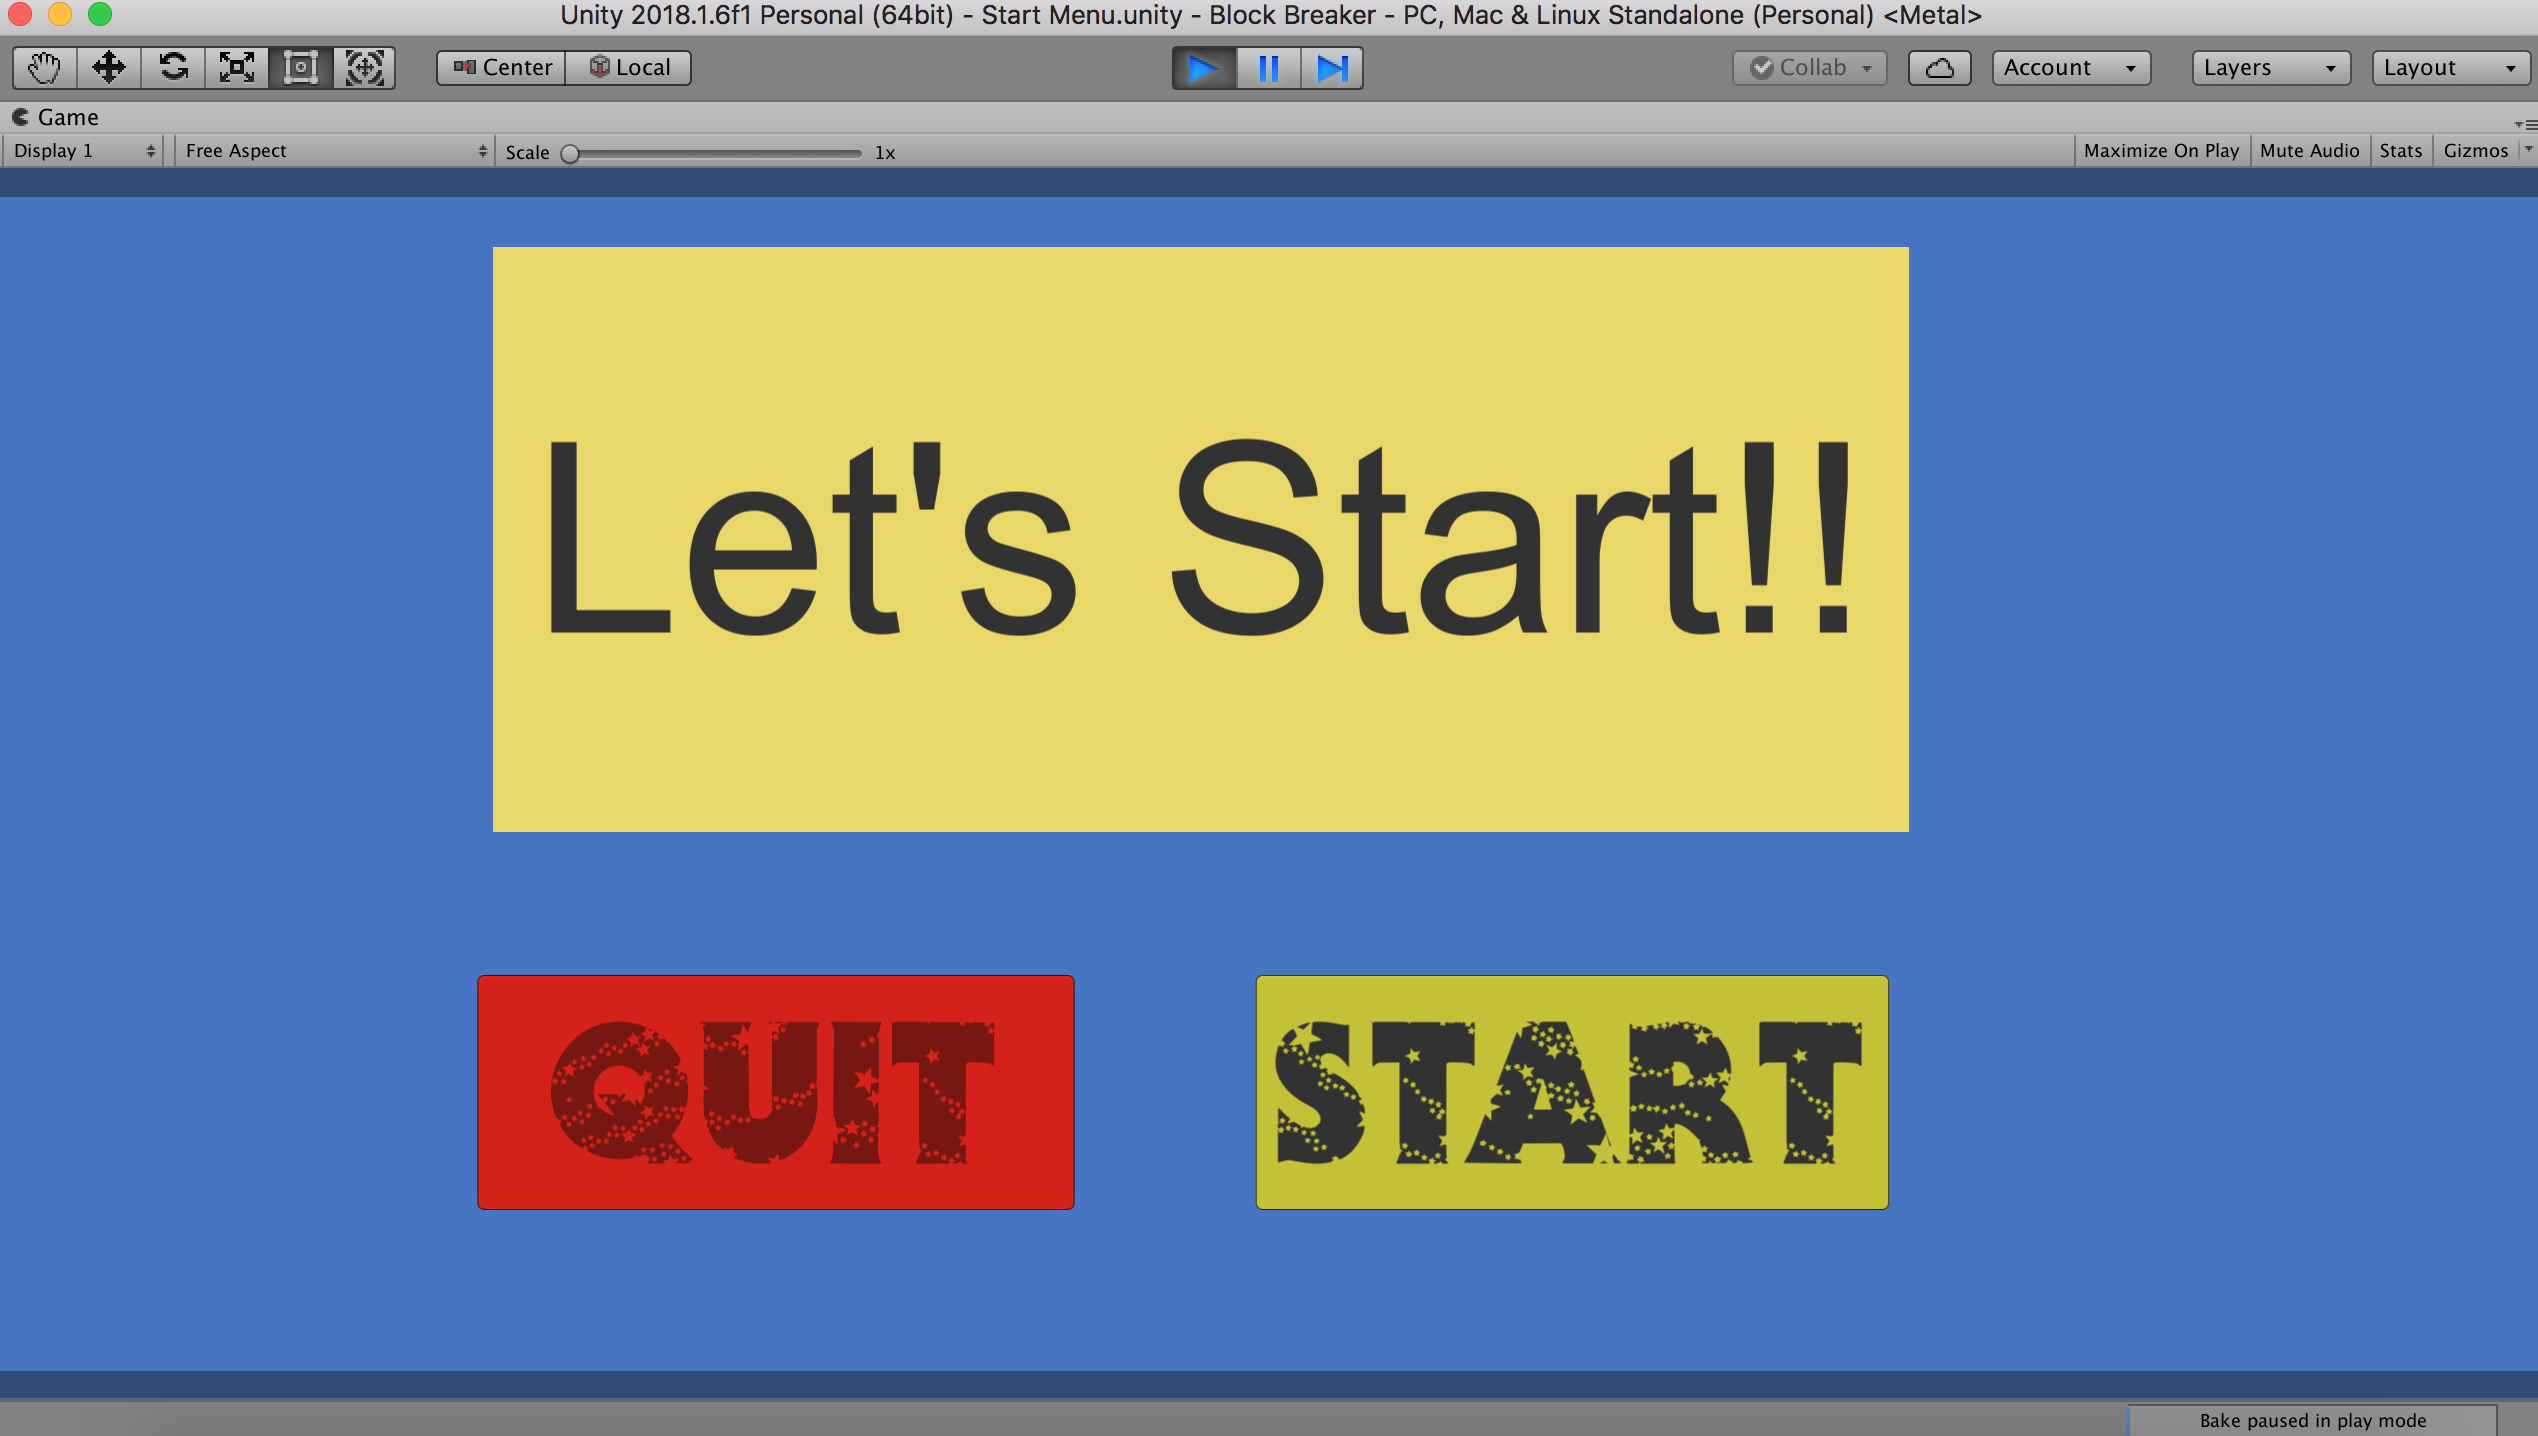 Unity 2018.1.6f1 Personal (64bit) - Start Menu.unity - Block Breaker - PC, Mac & Linux Standalone (Personal) <Metal>
Center Local Collab Account Layers Layout
Game
Display 1 Free Aspect Scale 1x Maximize On Play Mute Audio Stats Gizmos
Let's Start!!
QUIT START
Bake paused in play mode